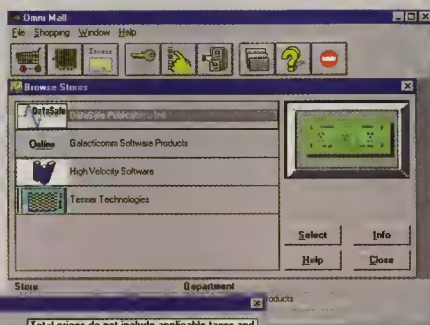 Omni Mall
File Shopping Window Help
Invoice
Browse Stores
DataSafe DataSafe Publications Inc
Online Galacticomm Software Products
High Velocity Software
Tessier Technologies
Select Info
Help Close
Store Department
Total prices do not include applicable taxes and